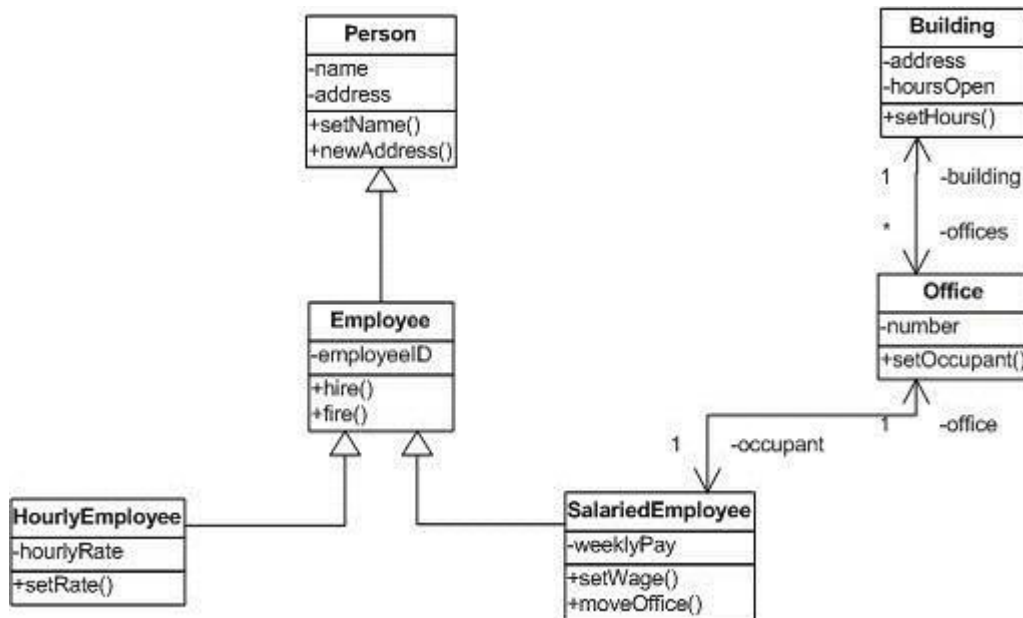 Person
-name
-address
+setName()
+newAddress()
Building
-address
-hoursOpen
+setHours()
1 -building
* -offices
Office
-number
+setOccupant()
1 -office
1 -occupant
Employee
-employeeID
+hire()
+fire()
HourlyEmployee
-hourlyRate
+setRate()
SalariedEmployee
-weeklyPay
+setWage()
+moveOffice()